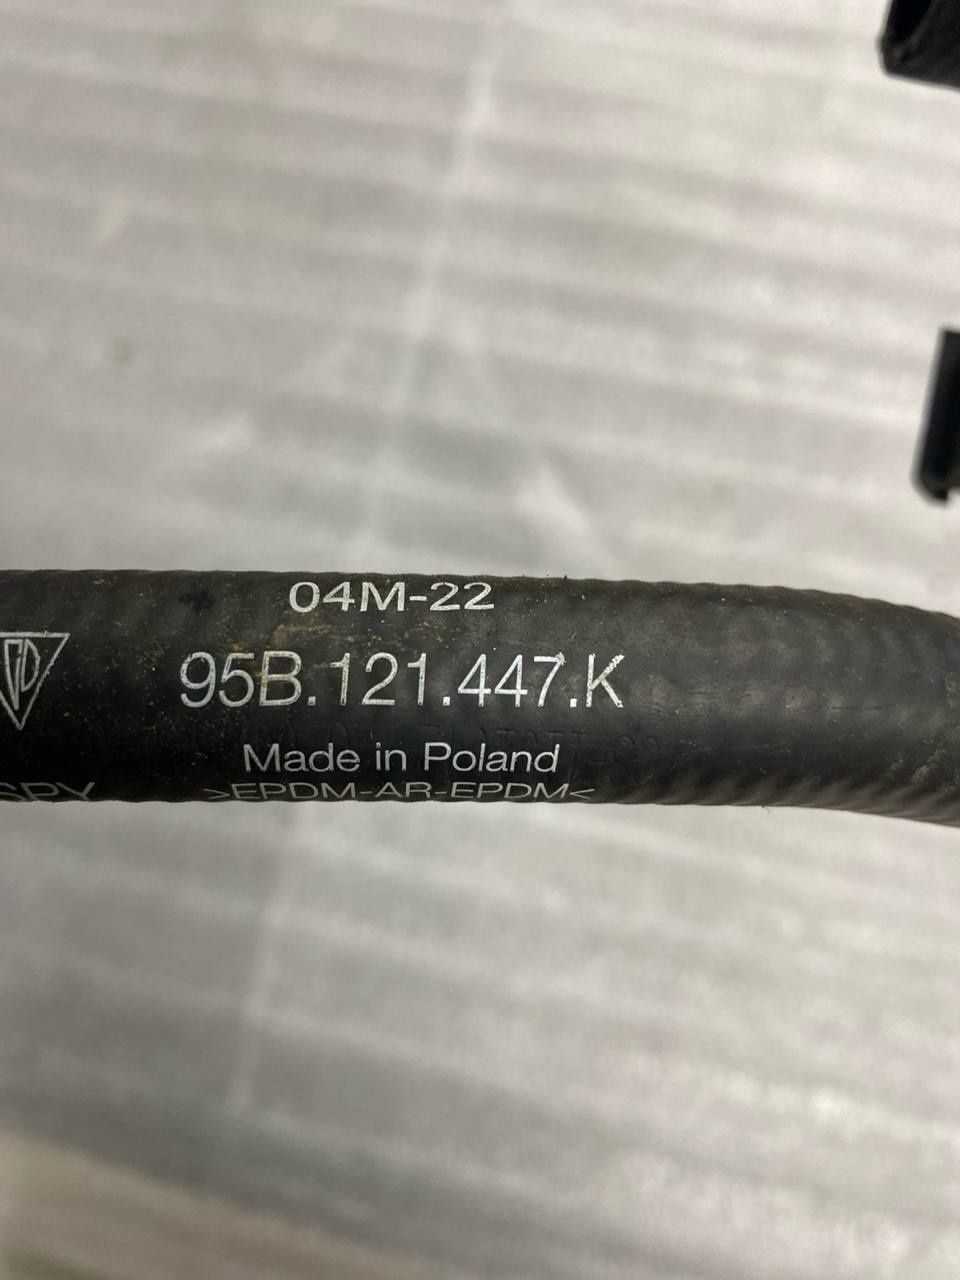 04M-22
95B.121.447.K
Made in Poland
>EPDM-AR-EPDM<